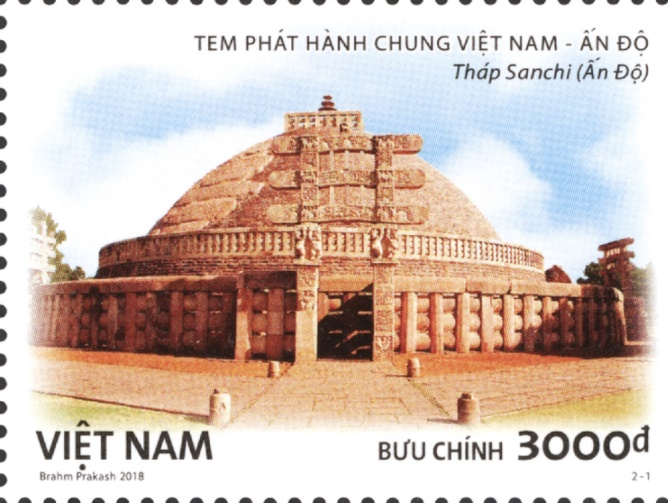 TEM PHÁT HÀNH CHUNG VIỆT NAM - ẤN ĐỘ
Tháp Sanchi (Ấn Độ)
VIỆT NAM
BƯU CHÍNH 3000đ
Brahm Prakash 2018
2 - 1